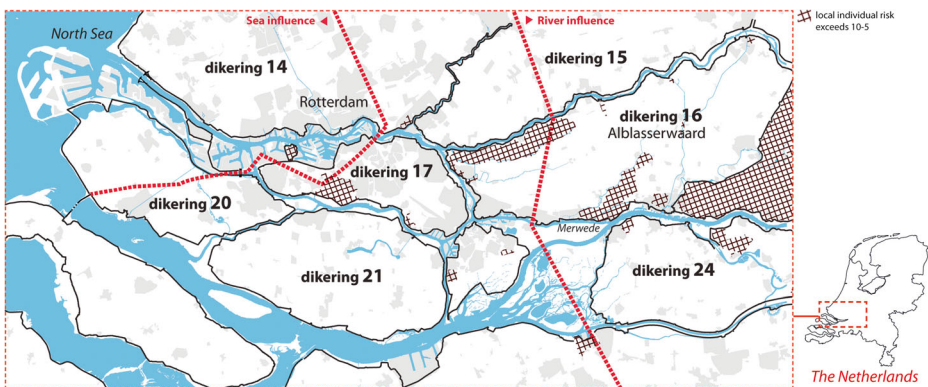 North Sea
Sea influence
River influence
local individual risk
exceeds 10-5
dikering 14
dikering 15
Rotterdam
dikering 16
Alblasserwaard
dikering 17
dikering 20
Merwede
dikering 21
dikering 24
The Netherlands